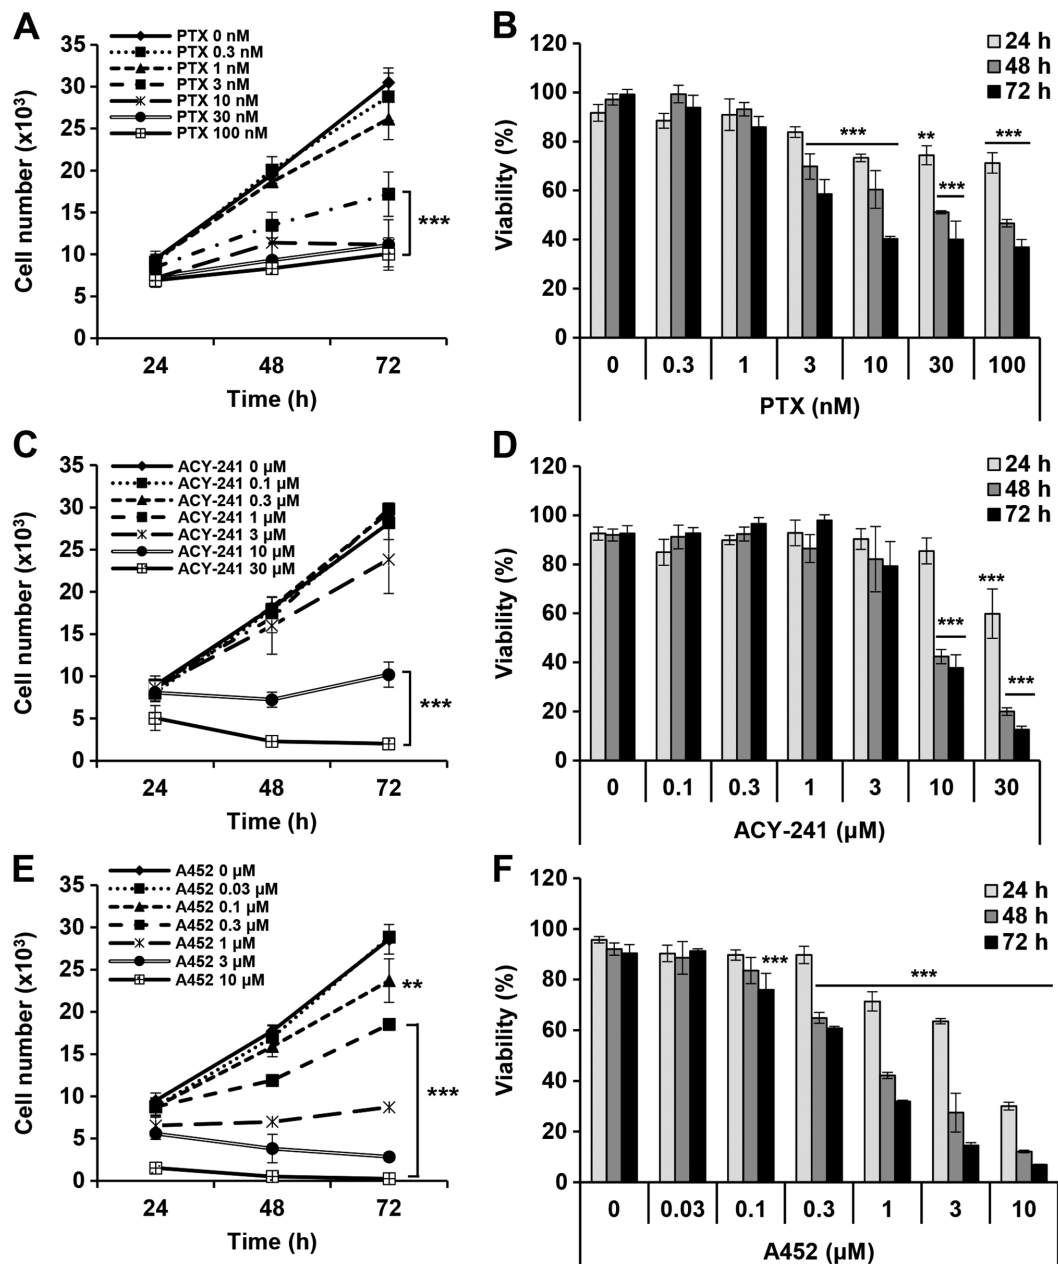 A
PTX 0 nM
PTX 0.3 nM
PTX 1 nM
PTX 3 nM
PTX 10 nM
PTX 30 nM
PTX 100 nM
Cell number (x10³)
35
30
25
20
15
10
5
0
***
24 48 72
Time (h)
B
24 h
48 h
72 h
Viability (%)
120
100
80
60
40
20
0
*** ** *** ***
0 0.3 1 3 10 30 100
PTX (nM)
C
ACY-241 0 µM
ACY-241 0.1 µM
ACY-241 0.3 µM
ACY-241 1 µM
ACY-241 3 µM
ACY-241 10 µM
ACY-241 30 µM
Cell number (x10³)
35
30
25
20
15
10
5
0
***
24 48 72
Time (h)
D
24 h
48 h
72 h
Viability (%)
120
100
80
60
40
20
0
*** *** ***
0 0.1 0.3 1 3 10 30
ACY-241 (µM)
E
A452 0 µM
A452 0.03 µM
A452 0.1 µM
A452 0.3 µM
A452 1 µM
A452 3 µM
A452 10 µM
Cell number (x10³)
35
30
25
20
15
10
5
0
**
***
24 48 72
Time (h)
F
24 h
48 h
72 h
Viability (%)
120
100
80
60
40
20
0
*** ***
0 0.03 0.1 0.3 1 3 10
A452 (µM)